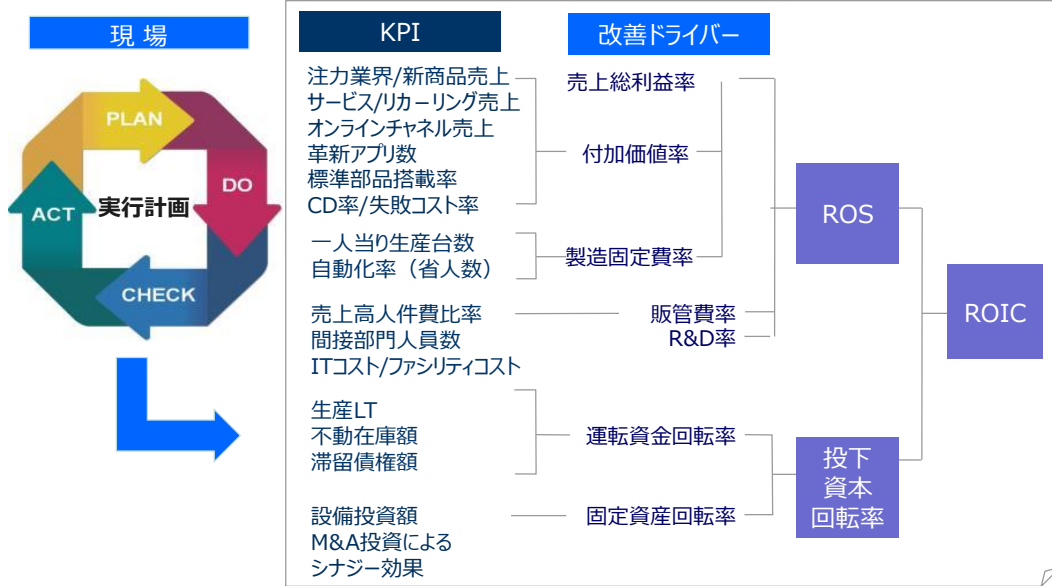 現 場
PLAN
DO
CHECK
ACT
実行計画
KPI
注力業界/新商品売上
サービス/リカーリング売上
オンラインチャネル売上
革新アプリ数
標準部品搭載率
CD率/失敗コスト率
一人当り生産台数
自動化率（省人数）
売上高人件費比率
間接部門人員数
ITコスト/ファシリティコスト
生産LT
不動在庫額
滞留債権額
設備投資額
M&A投資による
シナジー効果
改善ドライバー
売上総利益率
付加価値率
製造固定費率
販管費率
R&D率
運転資金回転率
固定資産回転率
ROS
投下
資本
回転率
ROIC